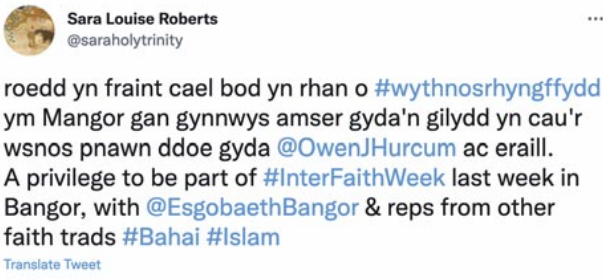 Sara Louise Roberts
@saraholytrinity
...
roedd yn fraint cael bod yn rhan o #wythnosrhyngffydd
ym Mangor gan gynnwys amser gyda'n gilydd yn cau'r
wsnos pnawn ddoe gyda @OwenJHurcum ac eraill.
A privilege to be part of #InterFaithWeek last week in
Bangor, with @EsgobaethBangor & reps from other
faith trads #Bahai #Islam
Translate Tweet